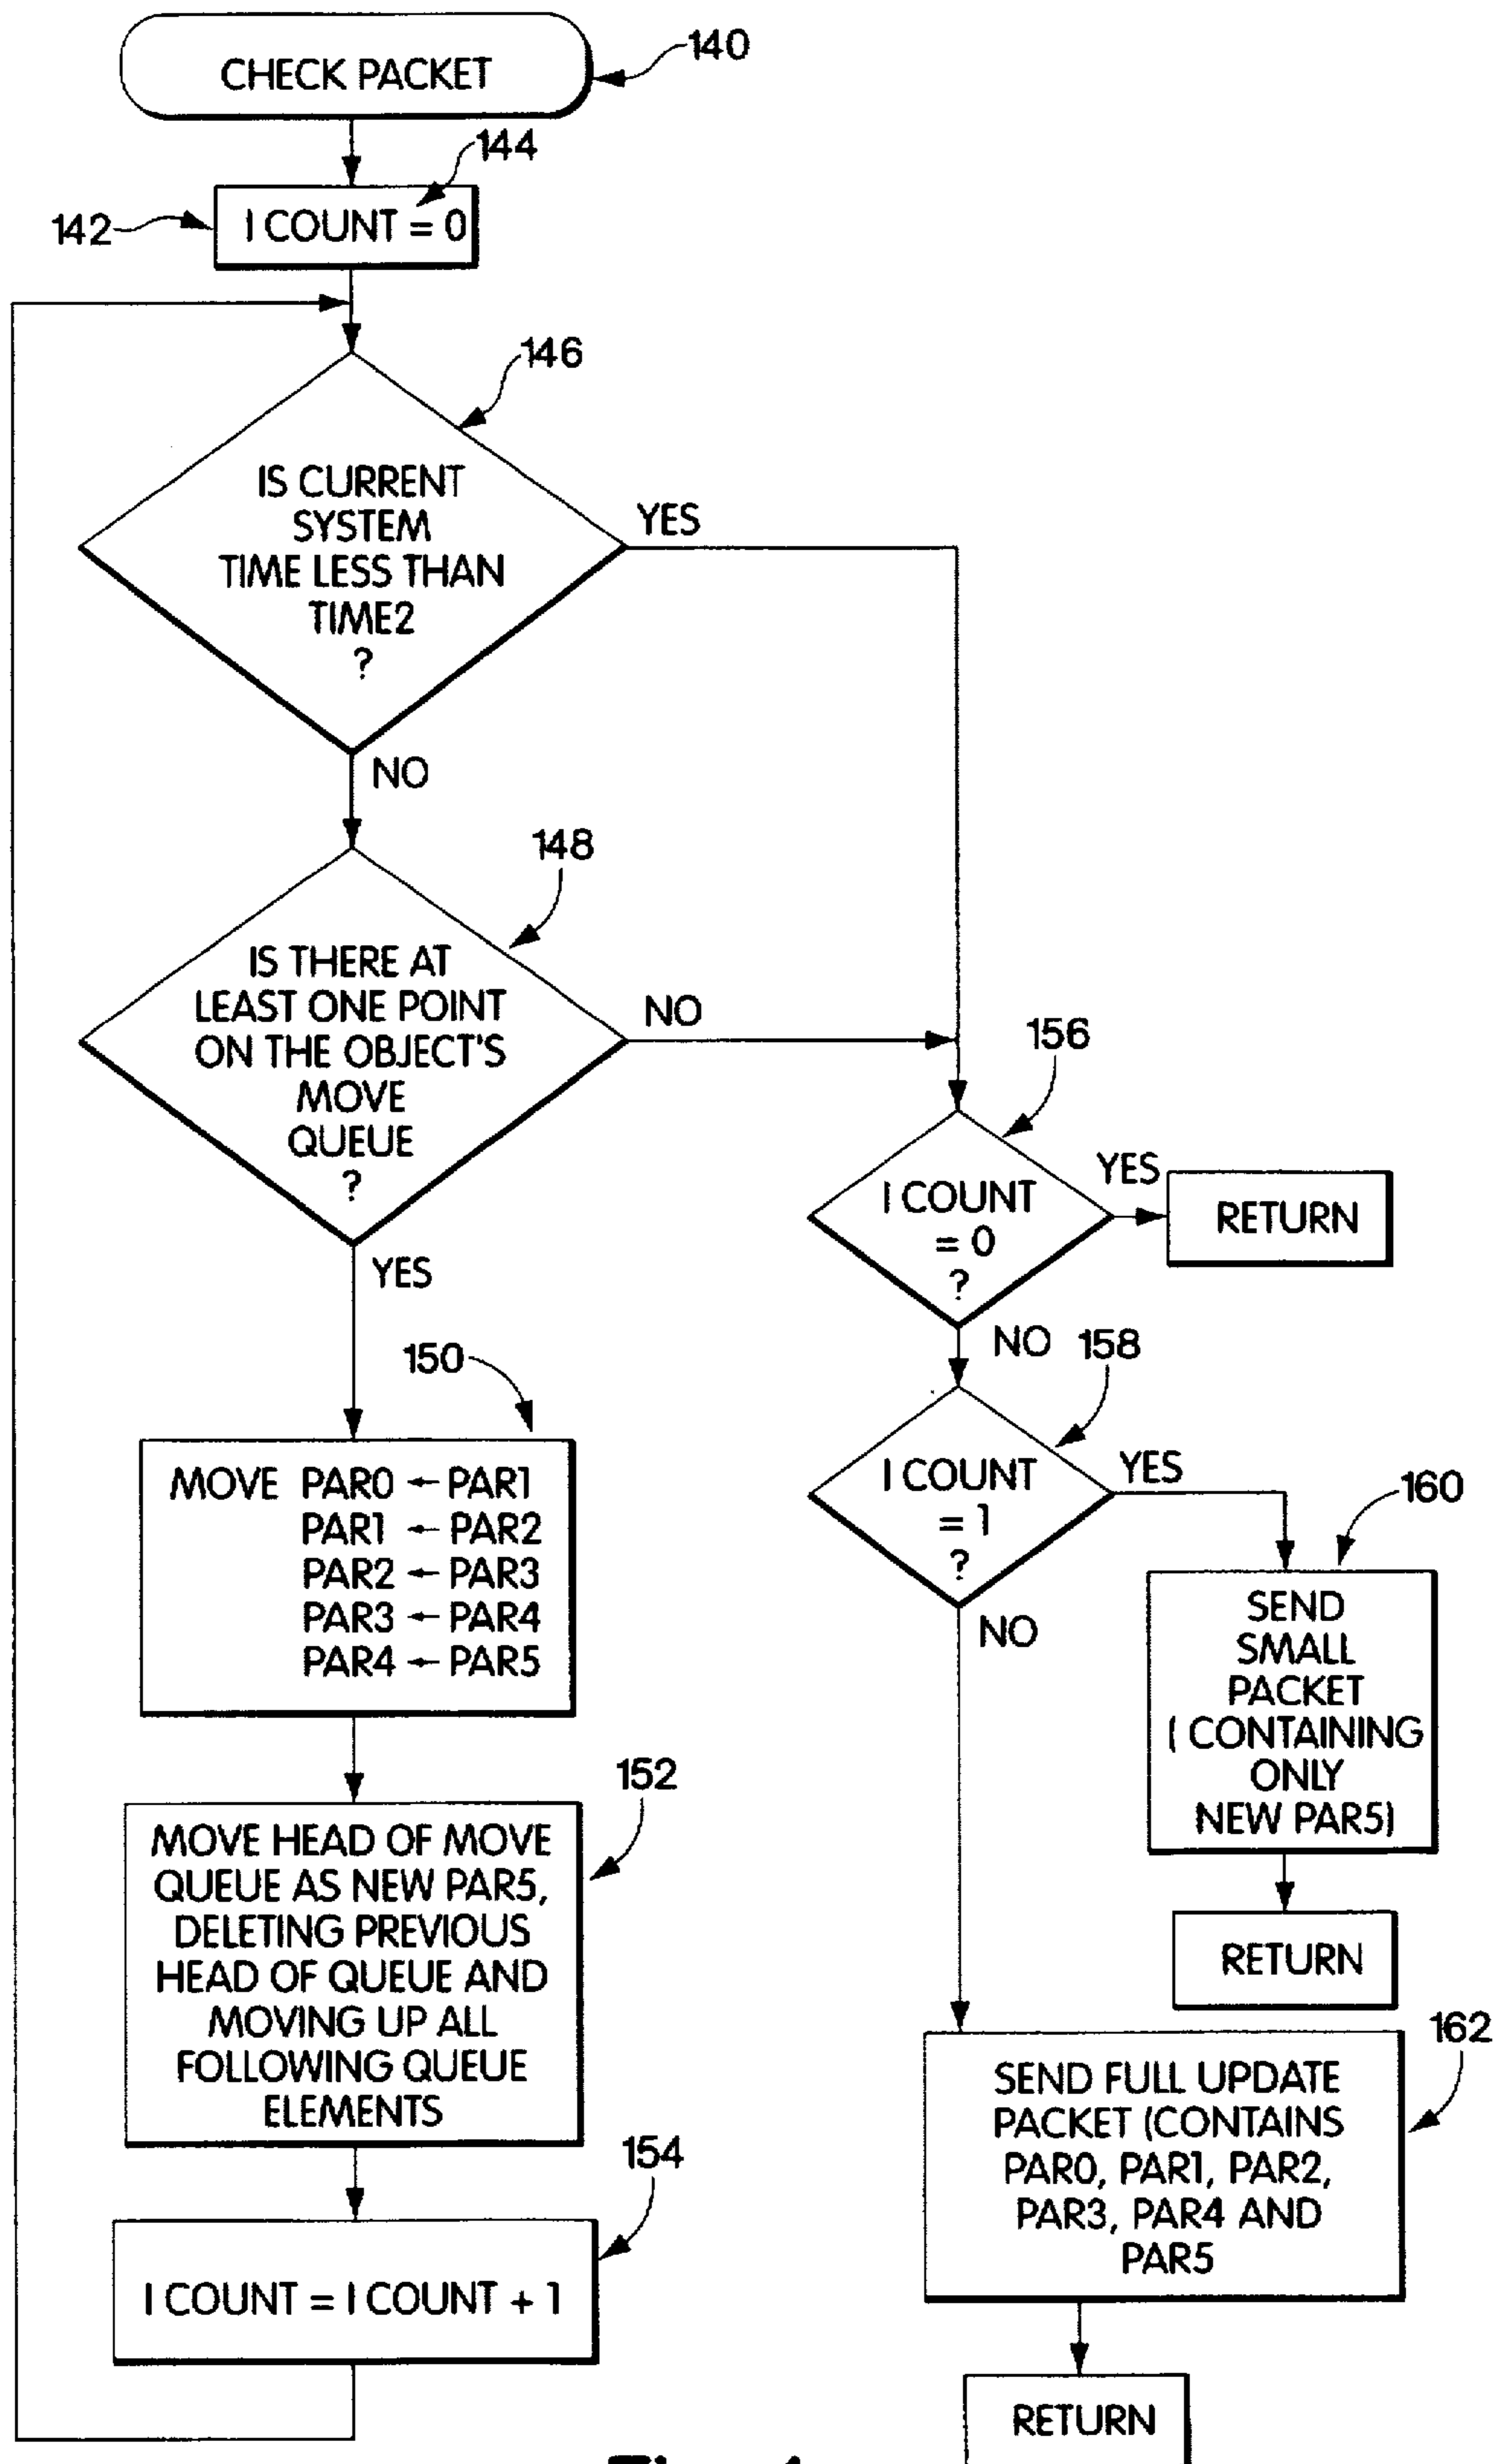 CHECK PACKET
140
144
142
I COUNT = 0
146
IS CURRENT
SYSTEM
TIME LESS THAN
TIME2
?
YES
NO
148
IS THERE AT
LEAST ONE POINT
ON THE OBJECT'S
MOVE
QUEUE
?
NO
YES
156
I COUNT
= 0
?
YES
RETURN
NO
158
I COUNT
= 1
?
YES
NO
160
SEND
SMALL
PACKET
( CONTAINING
ONLY
NEW PAR5)
RETURN
150
MOVE PAR0 ← PAR1
PAR1 ← PAR2
PAR2 ← PAR3
PAR3 ← PAR4
PAR4 ← PAR5
152
MOVE HEAD OF MOVE
QUEUE AS NEW PAR5,
DELETING PREVIOUS
HEAD OF QUEUE AND
MOVING UP ALL
FOLLOWING QUEUE
ELEMENTS
154
I COUNT = I COUNT + 1
162
SEND FULL UPDATE
PACKET (CONTAINS
PAR0, PAR1, PAR2,
PAR3, PAR4 AND
PAR5
RETURN